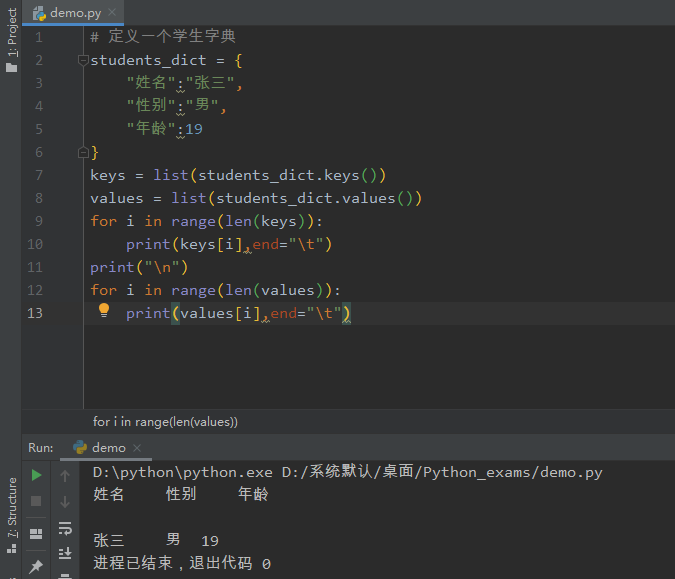 demo.py
1: Project
1 # 定义一个学生字典
2 students_dict = {
3 "姓名":"张三",
4 "性别":"男",
5 "年龄":19
6 }
7 keys = list(students_dict.keys())
8 values = list(students_dict.values())
9 for i in range(len(keys)):
10 print(keys[i],end="\t")
11 print("\n")
12 for i in range(len(values)):
13 print(values[i],end="\t")
for i in range(len(values))
Run: demo
7: Structure
D:\python\python.exe D:/系统默认/桌面/Python_exams/demo.py
姓名 性别 年龄
张三 男 19
进程已结束，退出代码 0